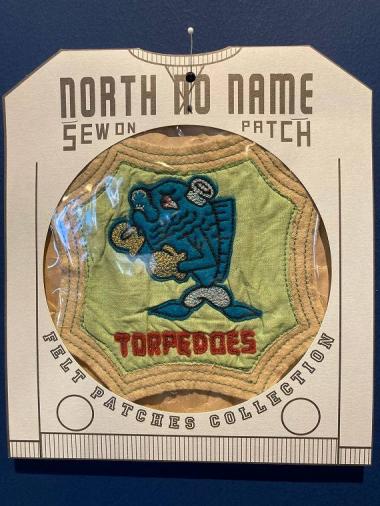 NORTH NO NAME
SEW ON PATCH
TORPEDOES
FELT PATCHES COLLECTION